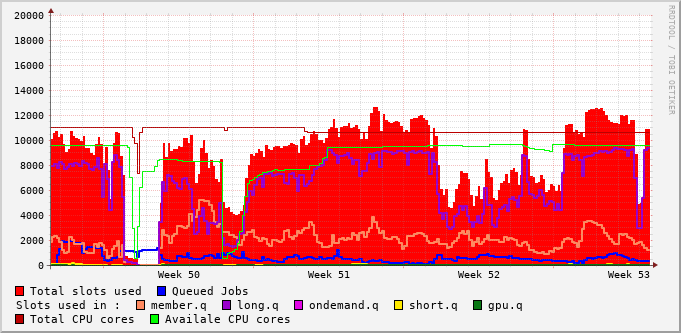 20000
18000
16000
14000
12000
10000
8000
6000
4000
2000
0
Week 50 Week 51 Week 52 Week 53
Total slots used Queued Jobs
Slots used in : member.q long.q ondemand.q short.q gpu.q
Total CPU cores Availale CPU cores
RRDTOOL / TOBI OETIKER